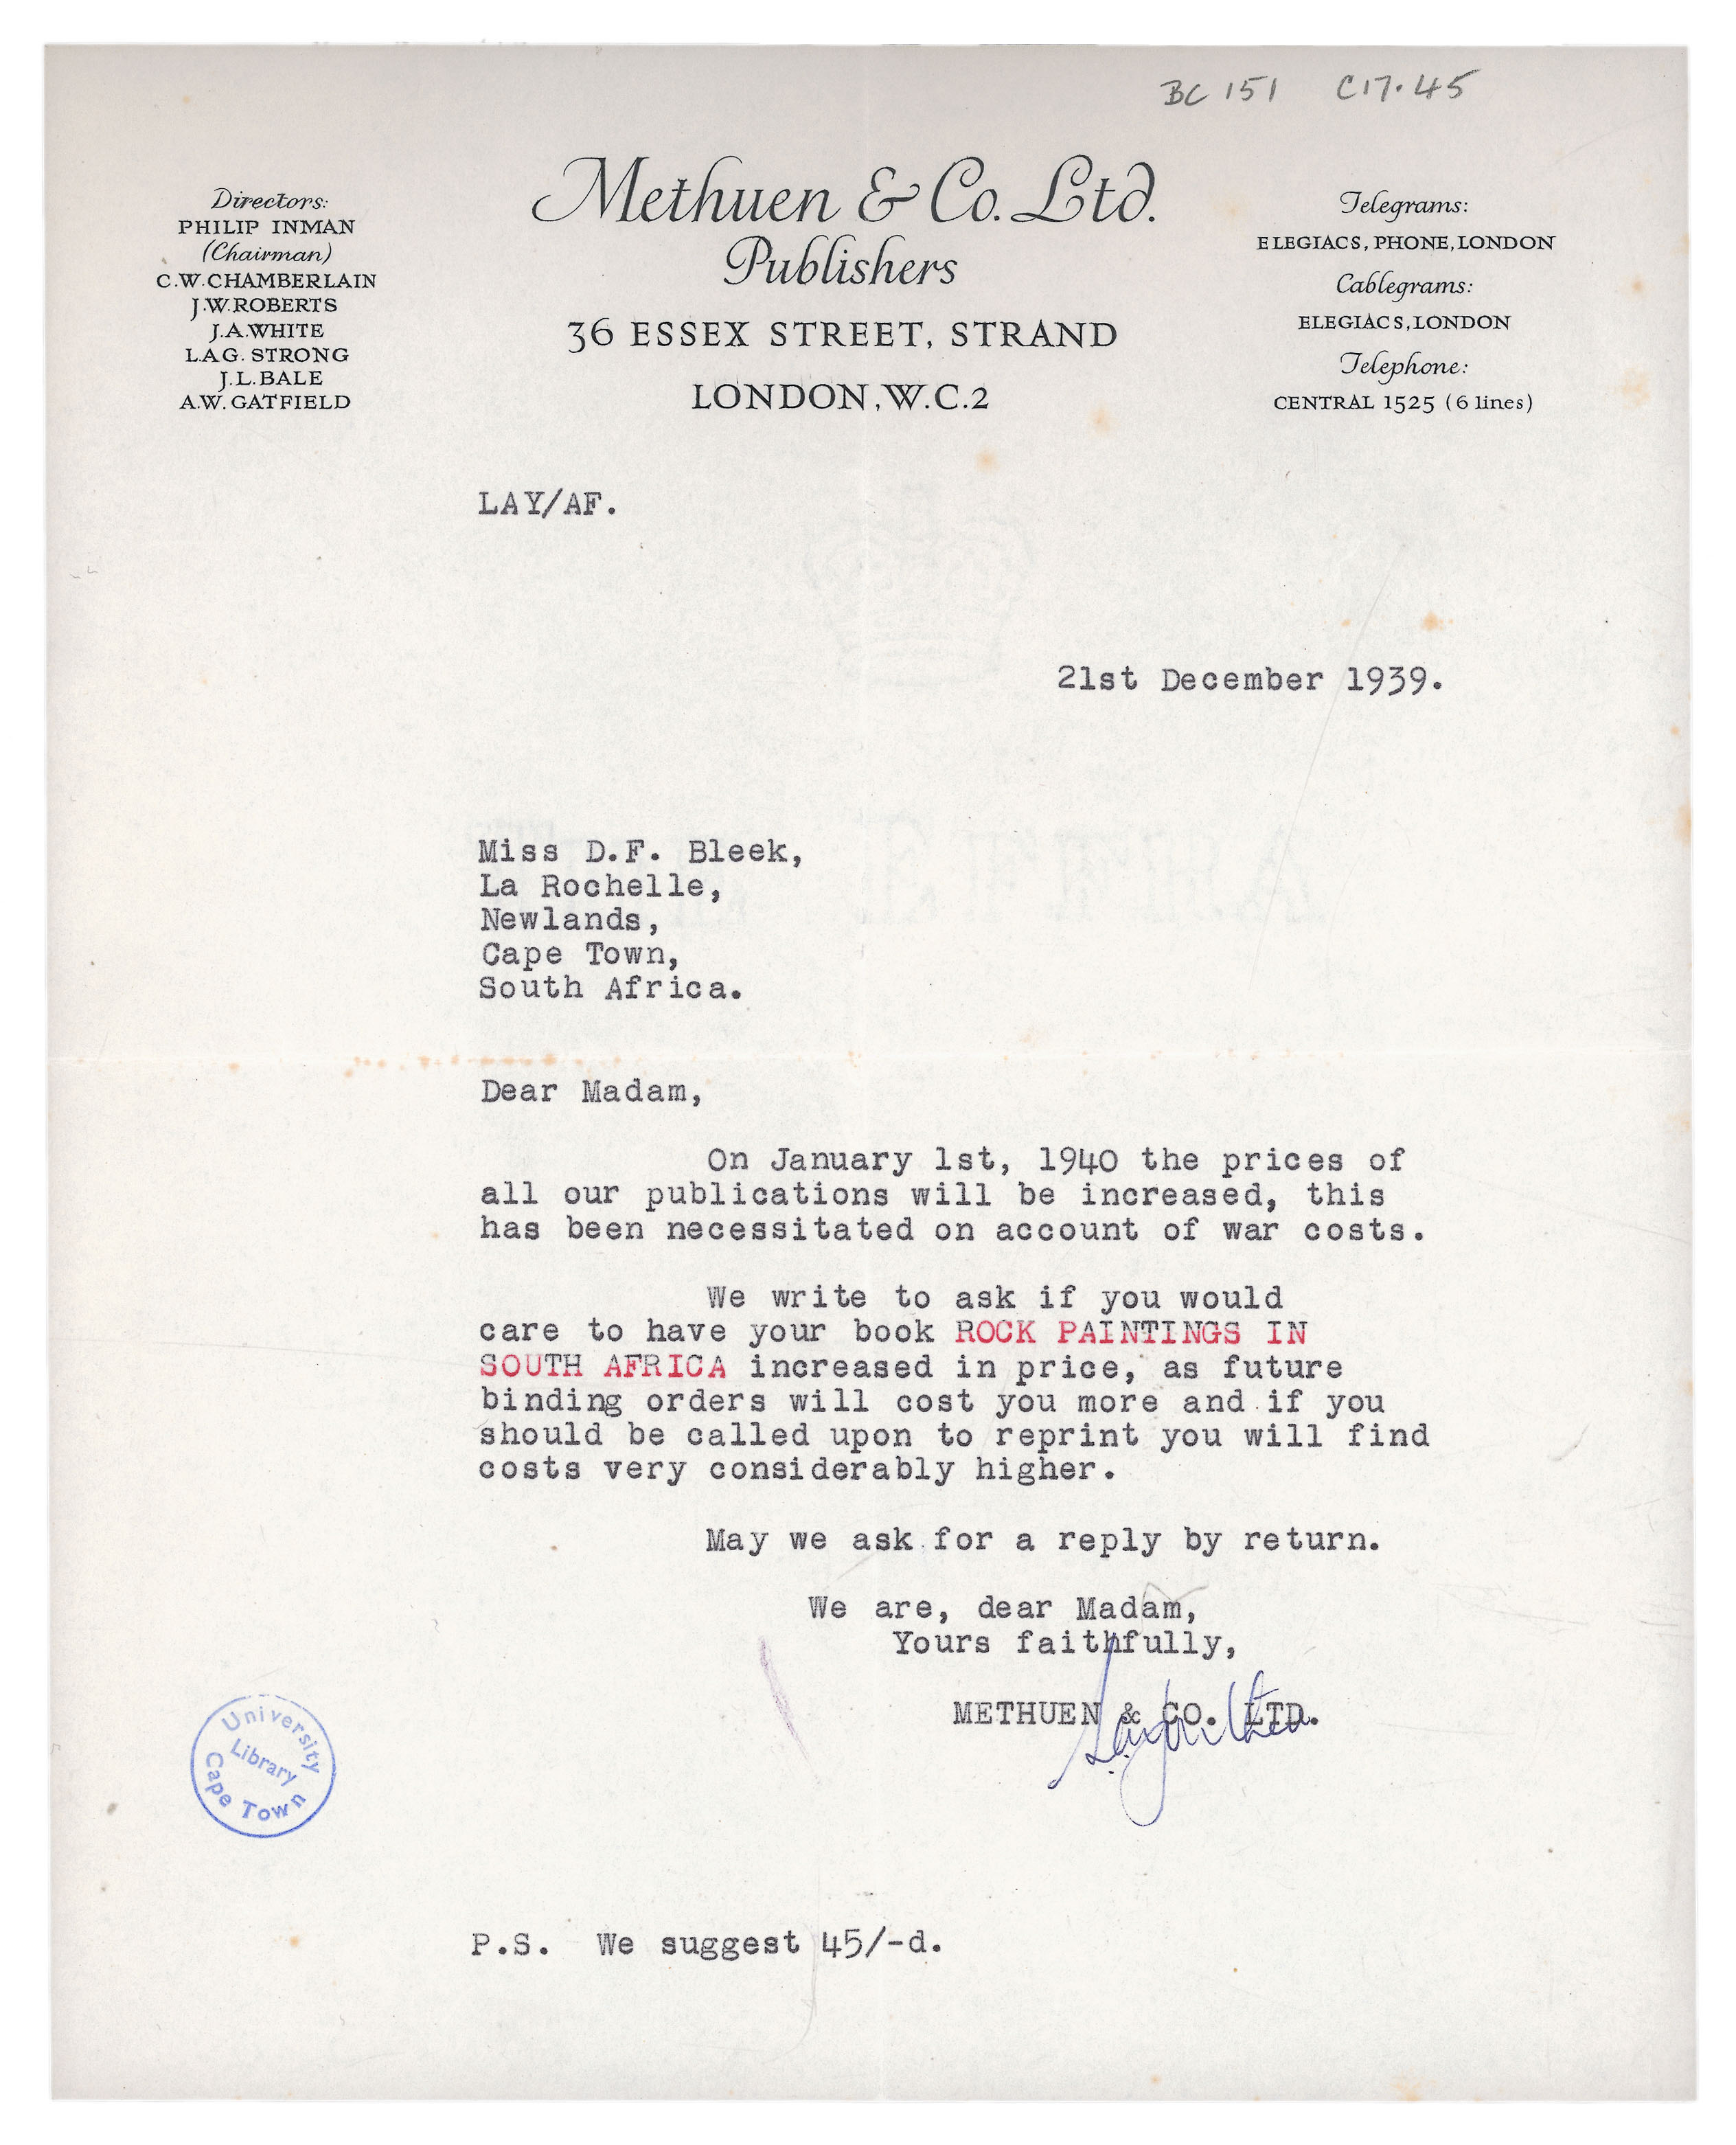 BC 151 C17.45
Methuen & Co. Ltd.
Publishers
36 ESSEX STREET, STRAND
LONDON, W.C.2
Directors:
PHILIP INMAN
(Chairman)
C.W. CHAMBERLAIN
J.W. ROBERTS
J.A. WHITE
L.A.G. STRONG
J.L. BALE
A.W. GATFIELD
Telegrams:
ELEGIACS, PHONE, LONDON
Cablegrams:
ELEGIACS, LONDON
Telephone:
CENTRAL 1525 (6 lines)
LAY/AF.
21st December 1939.
Miss D.F. Bleek,
La Rochelle,
Newlands,
Cape Town,
South Africa.
Dear Madam,
On January 1st, 1940 the prices of
all our publications will be increased, this
has been necessitated on account of war costs.
We write to ask if you would
care to have your book ROCK PAINTINGS IN
SOUTH AFRICA increased in price, as future
binding orders will cost you more and if you
should be called upon to reprint you will find
costs very considerably higher.
May we ask for a reply by return.
We are, dear Madam,
Yours faithfully,
METHUEN & CO. LTD.
University
Library
Cape Town
P.S. We suggest 45/-d.